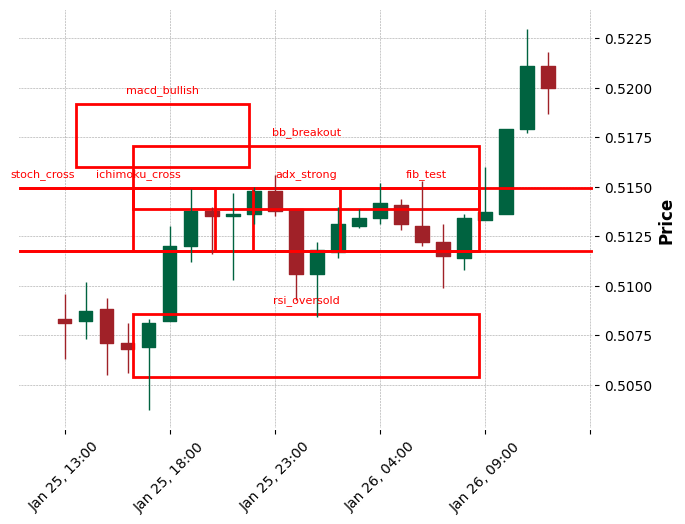 macd_bullish
bb_breakout
stoch_cross
ichimoku_cross
adx_strong
fib_test
rsi_oversold
0.5225
0.5200
0.5175
0.5150
0.5125
0.5100
0.5075
0.5050
Price
Jan 25, 13:00
Jan 25, 18:00
Jan 25, 23:00
Jan 26, 04:00
Jan 26, 09:00